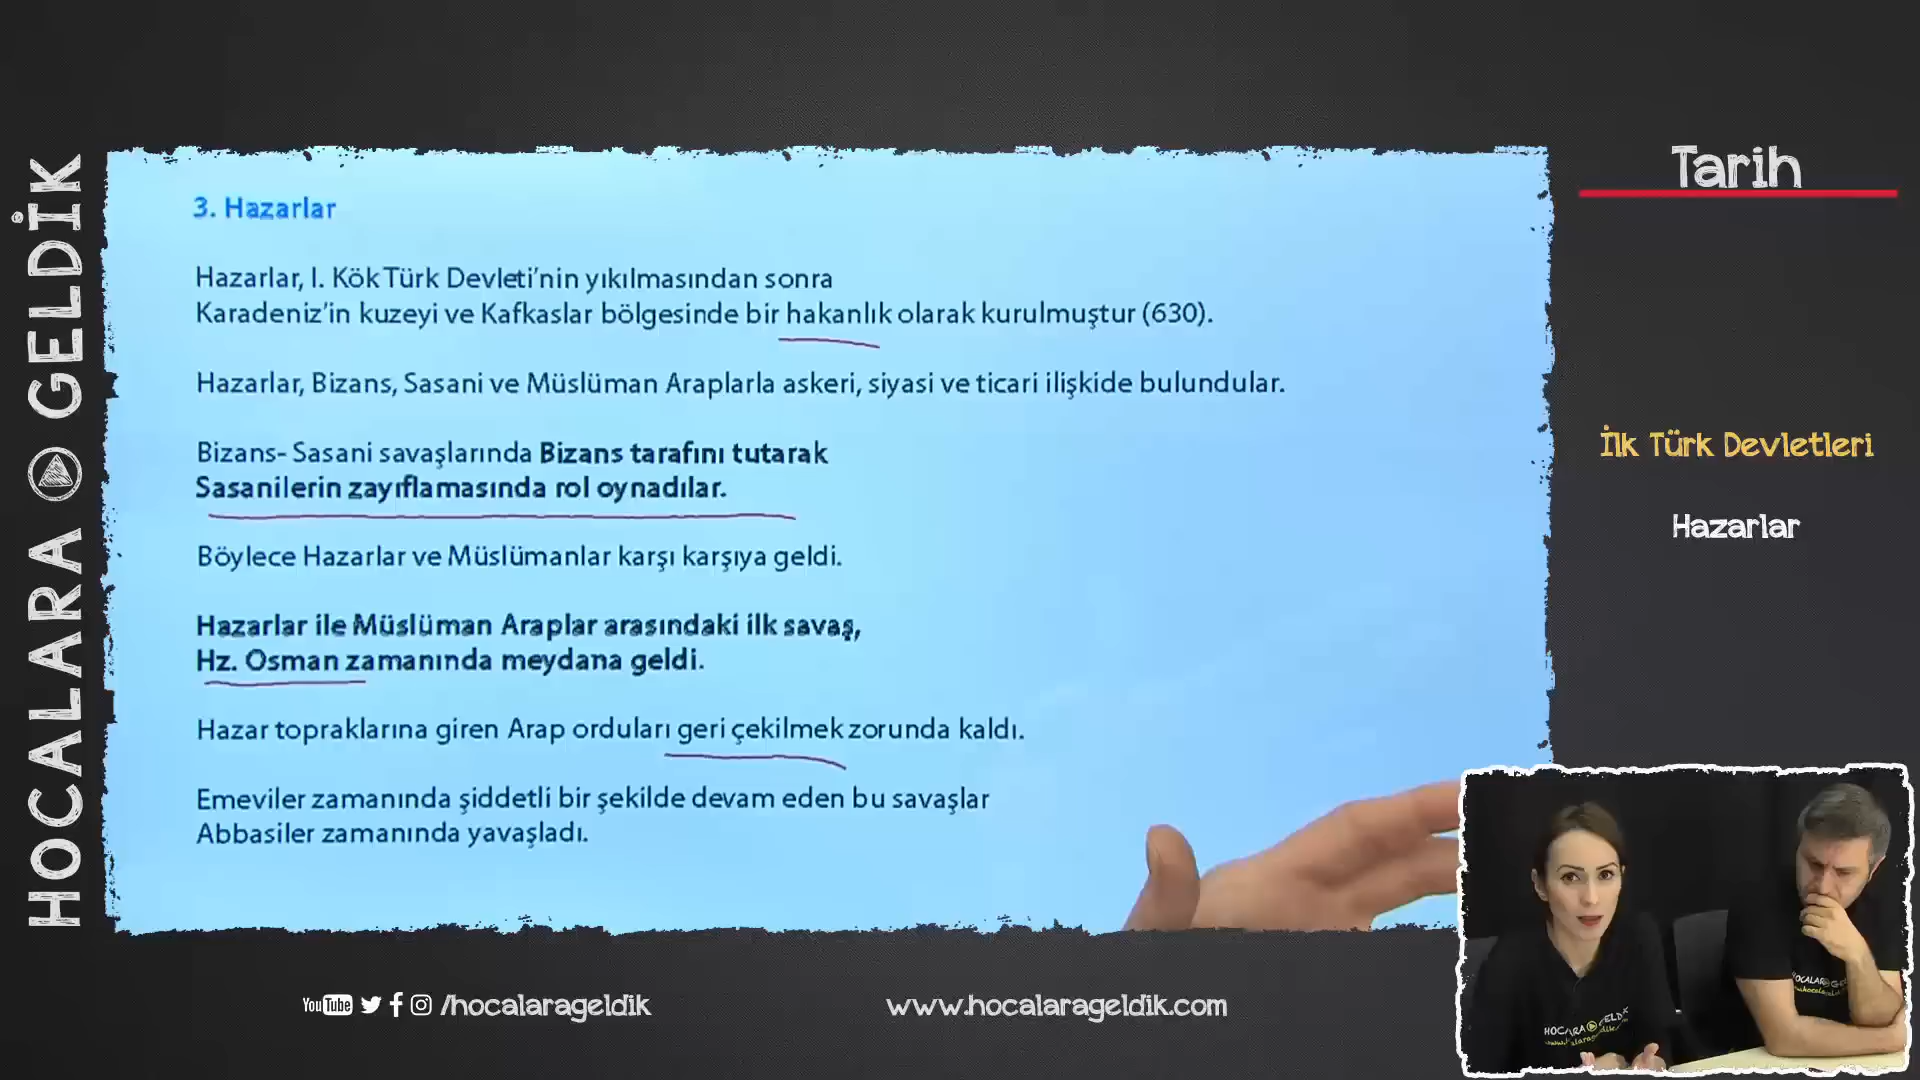 HOCALARA GELDİK
3. Hazarlar
Hazarlar, I. Kök Türk Devleti'nin yıkılmasından sonra
Karadeniz'in kuzeyi ve Kafkaslar bölgesinde bir hakanlık olarak kurulmuştur (630).
Hazarlar, Bizans, Sasani ve Müslüman Araplarla askeri, siyasi ve ticari ilişkide bulundular.
Bizans- Sasani savaşlarında Bizans tarafını tutarak
Sasanilerin zayıflamasında rol oynadılar.
Böylece Hazarlar ve Müslümanlar karşı karşıya geldi.
Hazarlar ile Müslüman Araplar arasındaki ilk savaş,
Hz. Osman zamanında meydana geldi.
Hazar topraklarına giren Arap orduları geri çekilmek zorunda kaldı.
Emeviler zamanında şiddetli bir şekilde devam eden bu savaşlar
Abbasiler zamanında yavaşladı.
Tarih
İlk Türk Devletleri
Hazarlar
YouTube /hocalarageldik
www.hocalarageldik.com